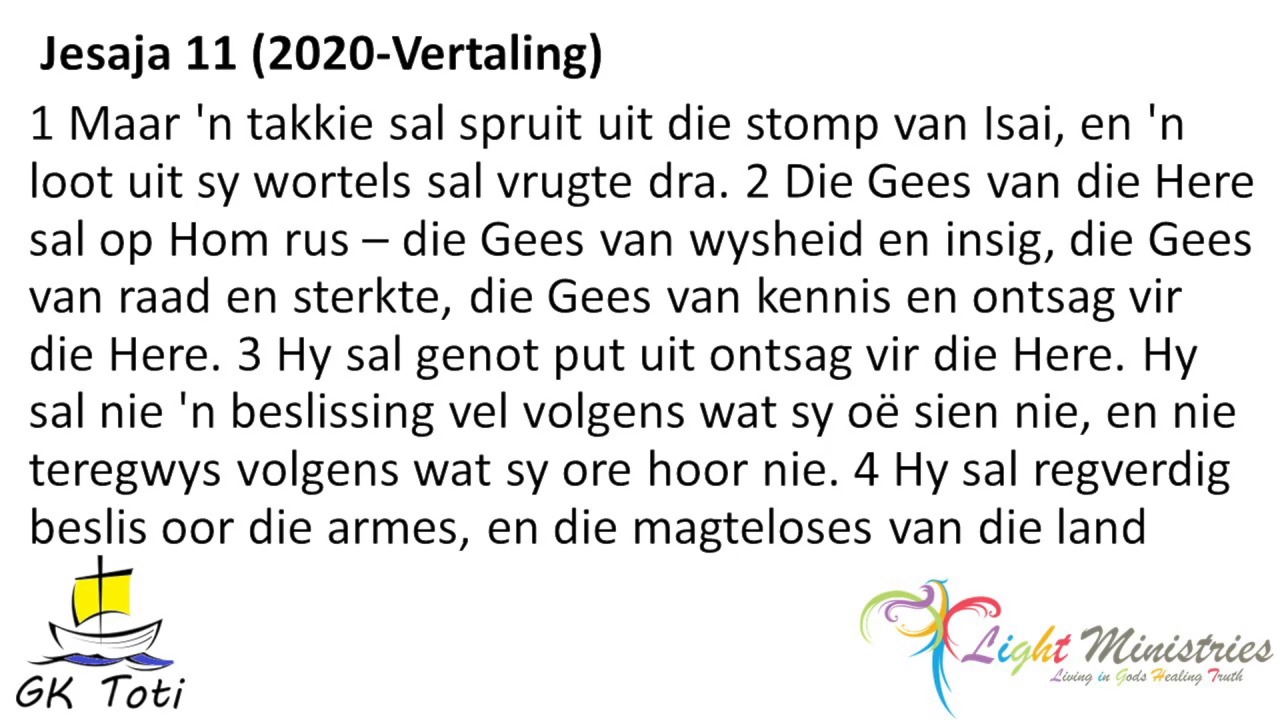 Jesaja 11 (2020-Vertaling)
1 Maar 'n takkie sal spruit uit die stomp van Isai, en 'n
loot uit sy wortels sal vrugte dra. 2 Die Gees van die Here
sal op Hom rus – die Gees van wysheid en insig, die Gees
van raad en sterkte, die Gees van kennis en ontsag vir
die Here. 3 Hy sal genot put uit ontsag vir die Here. Hy
sal nie 'n beslissing vel volgens wat sy oë sien nie, en nie
teregwys volgens wat sy ore hoor nie. 4 Hy sal regverdig
beslis oor die armes, en die magteloses van die land
GK Toti
Light Ministries
Living in Gods Healing Truth